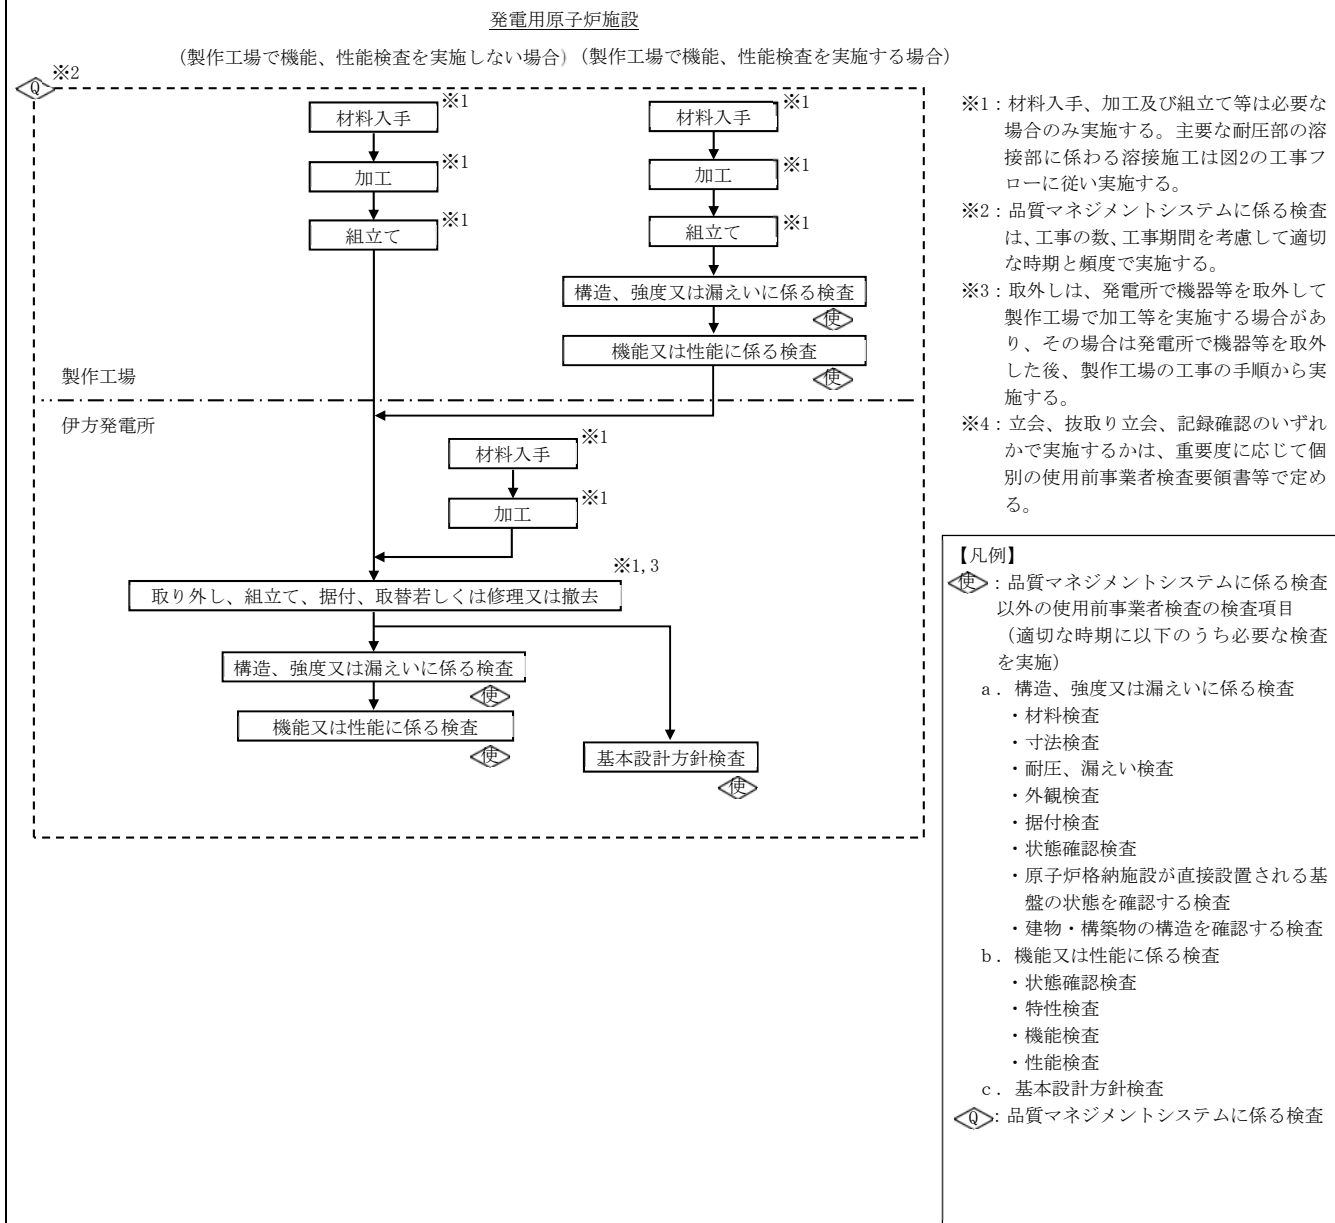 発電用原子炉施設
(製作工場で機能、性能検査を実施しない場合) (製作工場で機能、性能検査を実施する場合)
Q ※2
材料入手 ※1
加工 ※1
組立て ※1
材料入手 ※1
加工 ※1
組立て ※1
構造、強度又は漏えいに係る検査
使
機能又は性能に係る検査
使
製作工場
伊方発電所
材料入手 ※1
加工 ※1
※1,3
取り外し、組立て、据付、取替若しくは修理又は撤去
構造、強度又は漏えいに係る検査
使
機能又は性能に係る検査
使
基本設計方針検査
使
※1：材料入手、加工及び組立て等は必要な
場合のみ実施する。主要な耐圧部の溶
接部に係わる溶接施工は図2の工事フ
ローに従い実施する。
※2：品質マネジメントシステムに係る検査
は、工事の数、工事期間を考慮して適切
な時期と頻度で実施する。
※3：取外しは、発電所で機器等を取外して
製作工場で加工等を実施する場合があ
り、その場合は発電所で機器等を取外
した後、製作工場の工事の手順から実
施する。
※4：立会、抜取り立会、記録確認のいずれ
かで実施するかは、重要度に応じて個
別の使用前事業者検査要領書等で定め
る。
【凡例】
使：品質マネジメントシステムに係る検査
以外の使用前事業者検査の検査項目
（適切な時期に以下のうち必要な検査
を実施）
a．構造、強度又は漏えいに係る検査
・材料検査
・寸法検査
・耐圧、漏えい検査
・外観検査
・据付検査
・状態確認検査
・原子炉格納施設が直接設置される基
盤の状態を確認する検査
・建物・構築物の構造を確認する検査
b．機能又は性能に係る検査
・状態確認検査
・特性検査
・機能検査
・性能検査
c．基本設計方針検査
Q：品質マネジメントシステムに係る検査